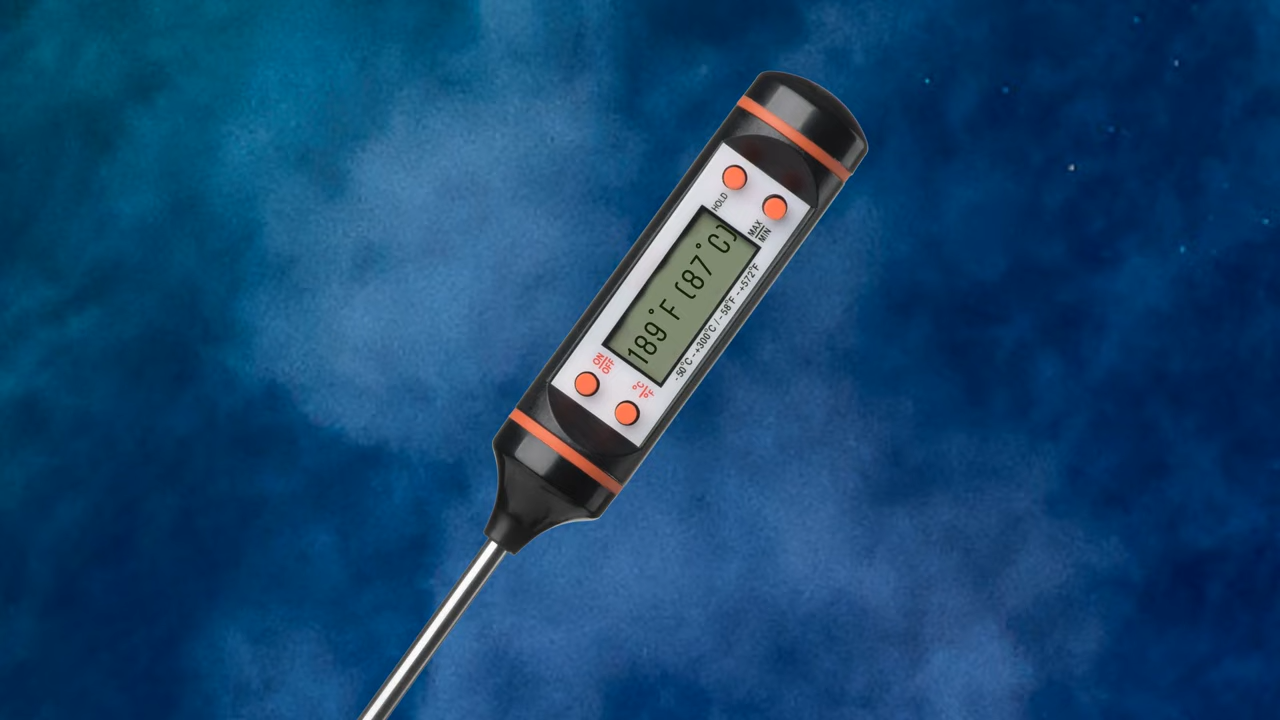 HOLD
MAX
MIN
189°F (87°C)
-50°C-+300°C/-58°F-+572°F
ON
OFF
°C
°F